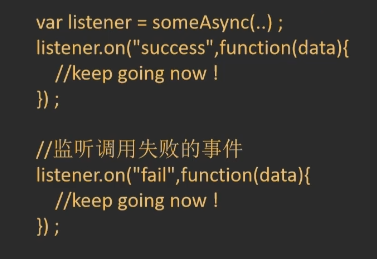 var listener = someAsync(..) ;
listener.on("success",function(data){
//keep going now !
}) ;
//监听调用失败的事件
listener.on("fail",function(data){
//keep going now !
}) ;